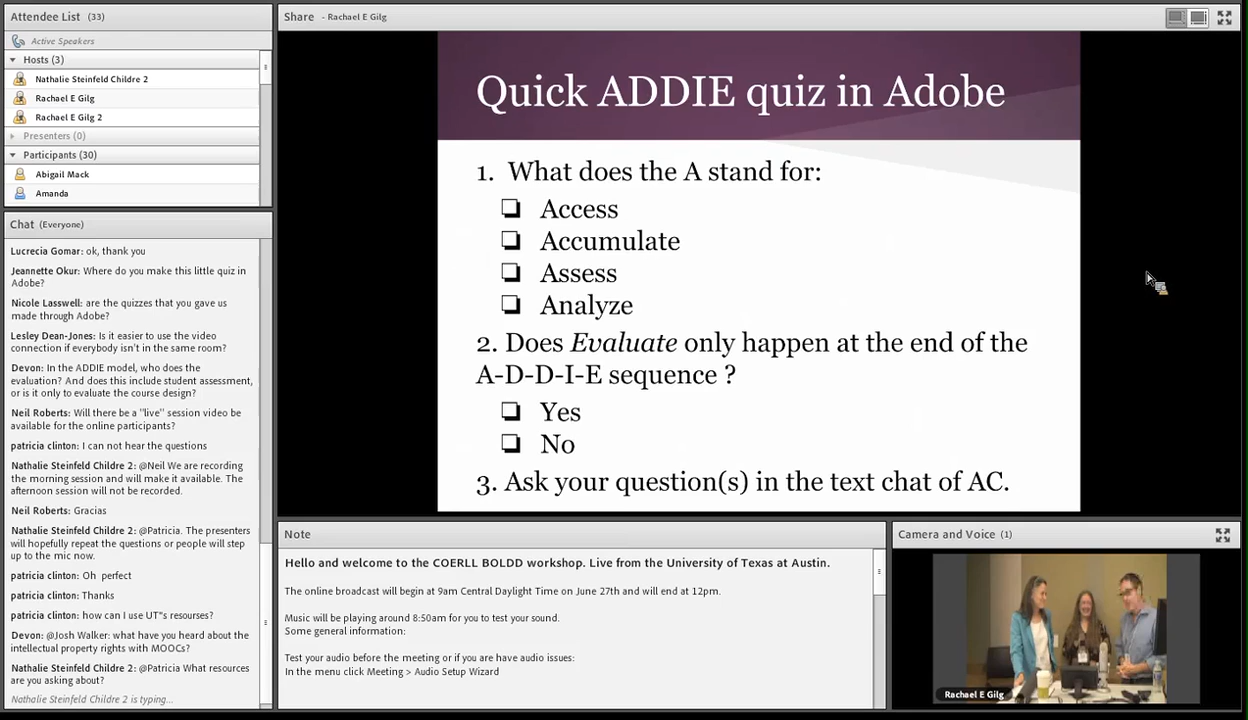 Attendee List (33)
Active Speakers
Hosts (3)
Nathalie Steinfeld Childre 2
Rachael E Gilg
Rachael E Gilg 2
Presenters (0)
Participants (30)
Abigail Mack
Amanda
Chat (Everyone)
Lucrecia Gomar: ok, thank you
Jeannette Okur: Where do you make this little quiz in
Adobe?
Nicole Lasswell: are the quizzes that you gave us
made through Adobe?
Lesley Dean-Jones: Is it easier to use the video
connection if everybody isn't in the same room?
Devon: In the ADDIE model, who does the
evaluation? And does this include student assessment,
or is it only to evaluate the course design?
Neil Roberts: Will there be a "live" session video be
available for the online participants?
patricia clinton: I can not hear the questions
Nathalie Steinfeld Childre 2: @Neil We are recording
the morning session and will make it available. The
afternoon session will not be recorded.
Neil Roberts: Gracias
Nathalie Steinfeld Childre 2: @Patricia. The presenters
will hopefully repeat the questions or people will step
up to the mic now.
patricia clinton: Oh perfect
patricia clinton: Thanks
patricia clinton: how can I use UT"s resourses?
Devon: @Josh Walker: what have you heard about the
intellectual property rights with MOOCs?
Nathalie Steinfeld Childre 2: @Patricia What resources
are you asking about?
Nathalie Steinfeld Childre 2 is typing...
Share - Rachael E Gilg
Quick ADDIE quiz in Adobe
1. What does the A stand for:
❏ Access
❏ Accumulate
❏ Assess
❏ Analyze
2. Does Evaluate only happen at the end of the
A-D-D-I-E sequence ?
❏ Yes
❏ No
3. Ask your question(s) in the text chat of AC.
Note
Hello and welcome to the COERLL BOLDD workshop. Live from the University of Texas at Austin.
The online broadcast will begin at 9am Central Daylight Time on June 27th and will end at 12pm.
Music will be playing around 8:50am for you to test your sound.
Some general information:
Test your audio before the meeting or if you are have audio issues:
In the menu click Meeting > Audio Setup Wizard
Camera and Voice (1)
Rachael E Gilg